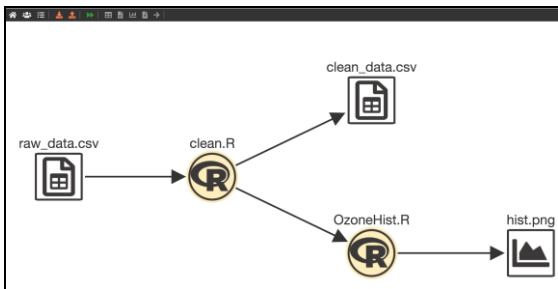 clean_data.csv
raw_data.csv
clean.R
R
OzoneHist.R
hist.png
R